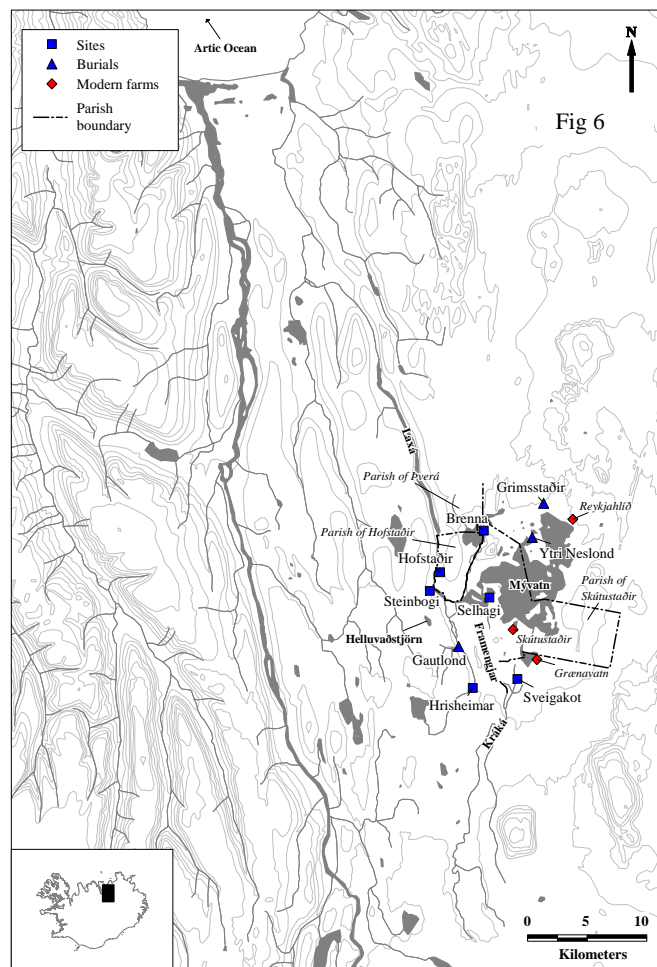 Artic Ocean
Sites
Burials
Modern farms
Parish
boundary
N
Fig 6
Laxá
Parish of Þverá
Grimsstaðir
Reykjahlíð
Brenna
Parish of Hofstaðir
Ytri Neslond
Hofstaðir
Mývatn
Parish of
Skútustaðir
Steinbogi
Selhagi
Helluvaðstjörn
Skútustaðir
Framengjar
Gautlond
Grænavatn
Hrisheimar
Sveigakot
Kráká
0 5 10
Kilometers